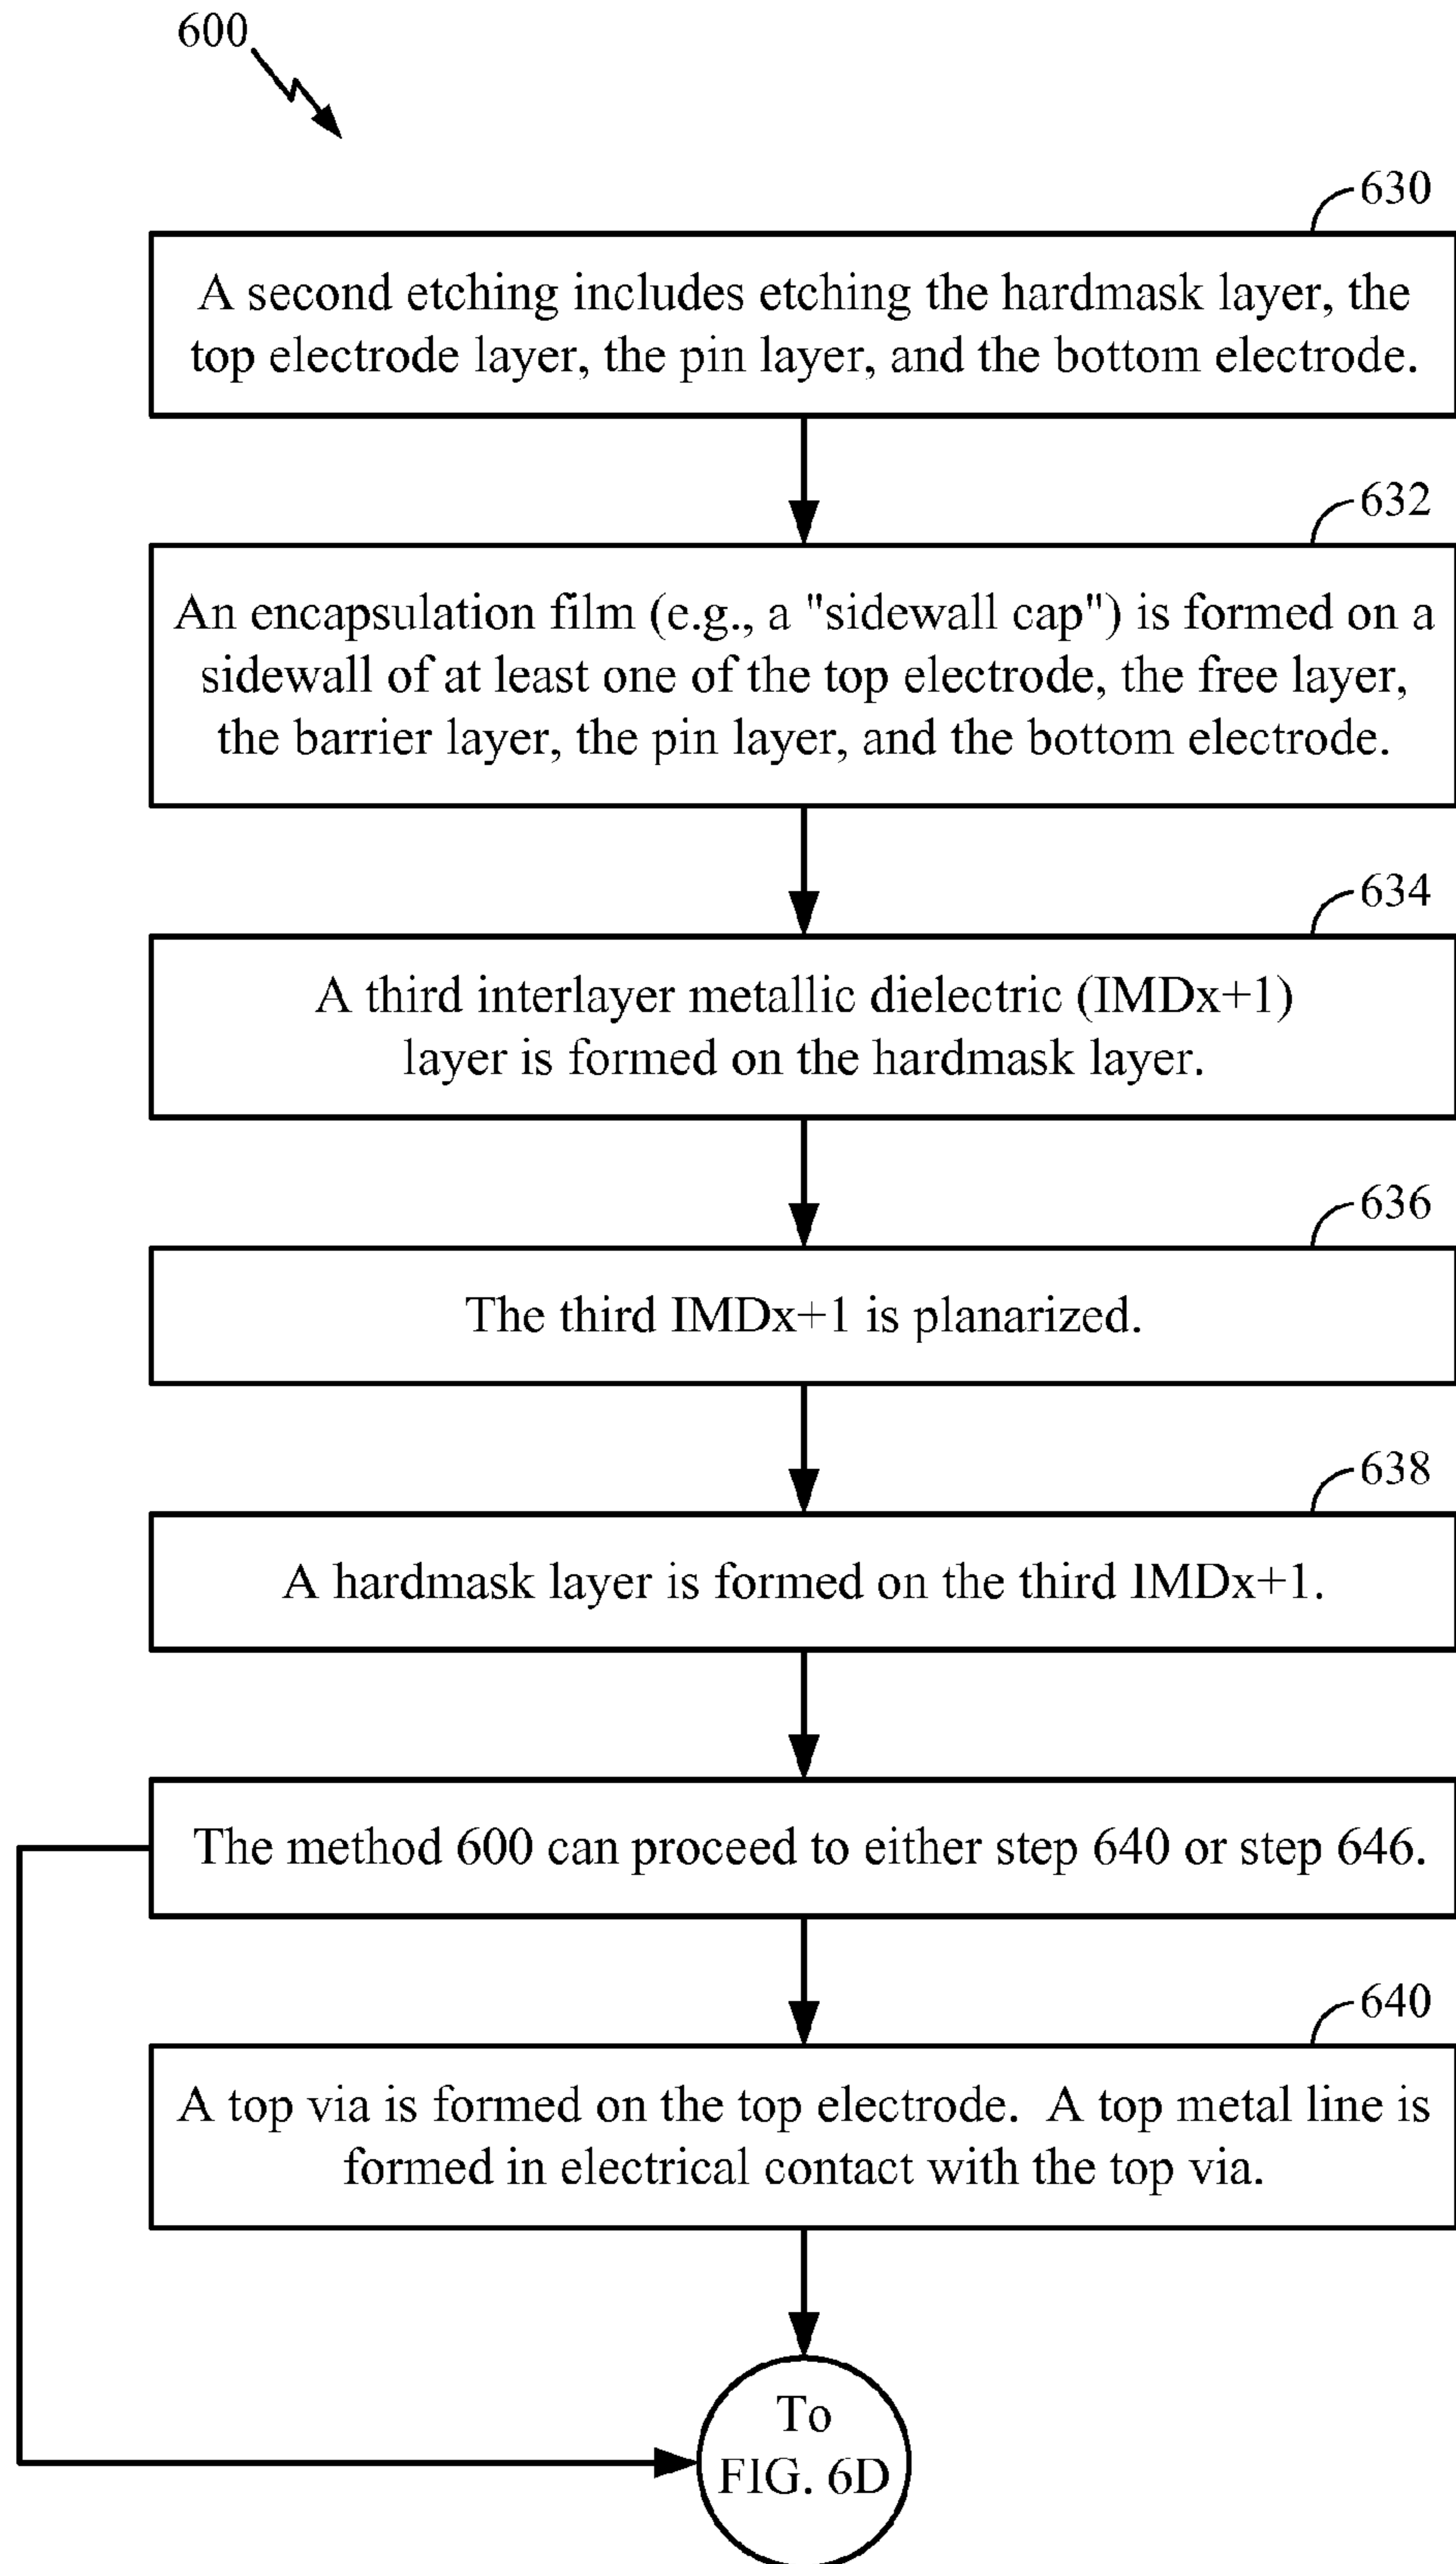 600
630
A second etching includes etching the hardmask layer, the
top electrode layer, the pin layer, and the bottom electrode.
632
An encapsulation film (e.g., a "sidewall cap") is formed on a
sidewall of at least one of the top electrode, the free layer,
the barrier layer, the pin layer, and the bottom electrode.
634
A third interlayer metallic dielectric (IMDx+1)
layer is formed on the hardmask layer.
636
The third IMDx+1 is planarized.
638
A hardmask layer is formed on the third IMDx+1.
The method 600 can proceed to either step 640 or step 646.
640
A top via is formed on the top electrode.  A top metal line is
formed in electrical contact with the top via.
To
FIG. 6D